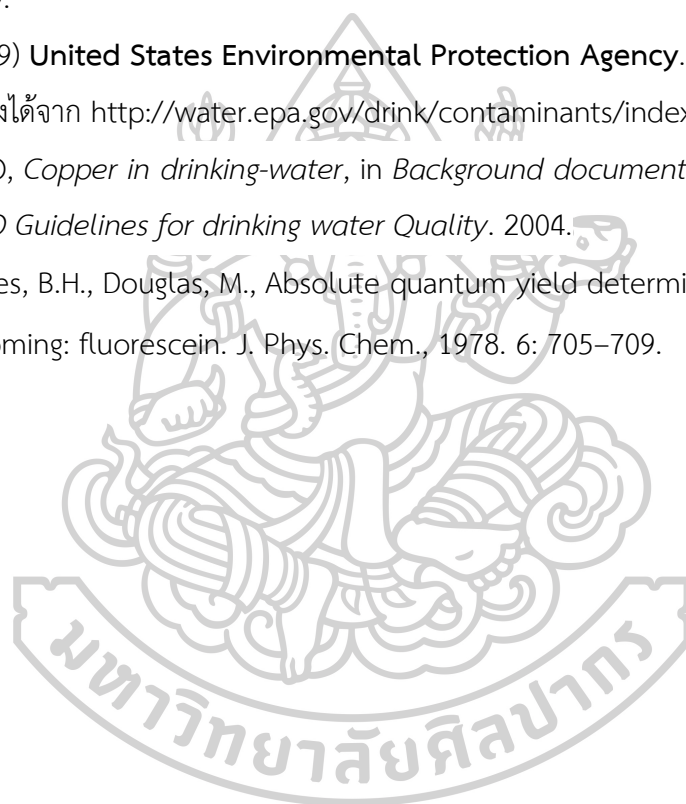 9) United States Environmental Protection Agency.
งได้จาก http://water.epa.gov/drink/contaminants/index
O, Copper in drinking-water, in Background document
O Guidelines for drinking water Quality. 2004.
es, B.H., Douglas, M., Absolute quantum yield determi
oming: fluorescein. J. Phys. Chem., 1978. 6: 705–709.
มหาวิทยาลัยศิลปากร